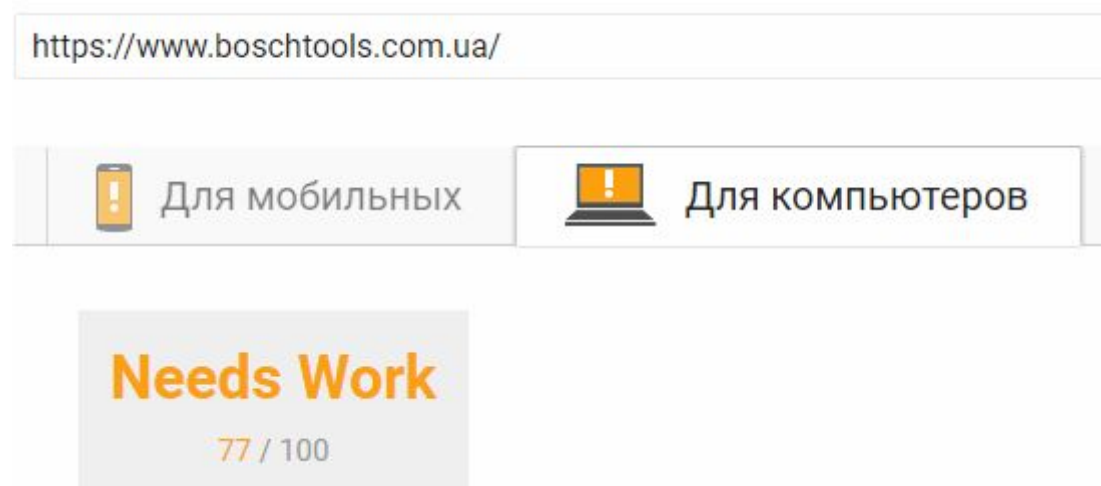 https://www.boschtools.com.ua/
Для мобильных
Для компьютеров
Needs Work
77 / 100